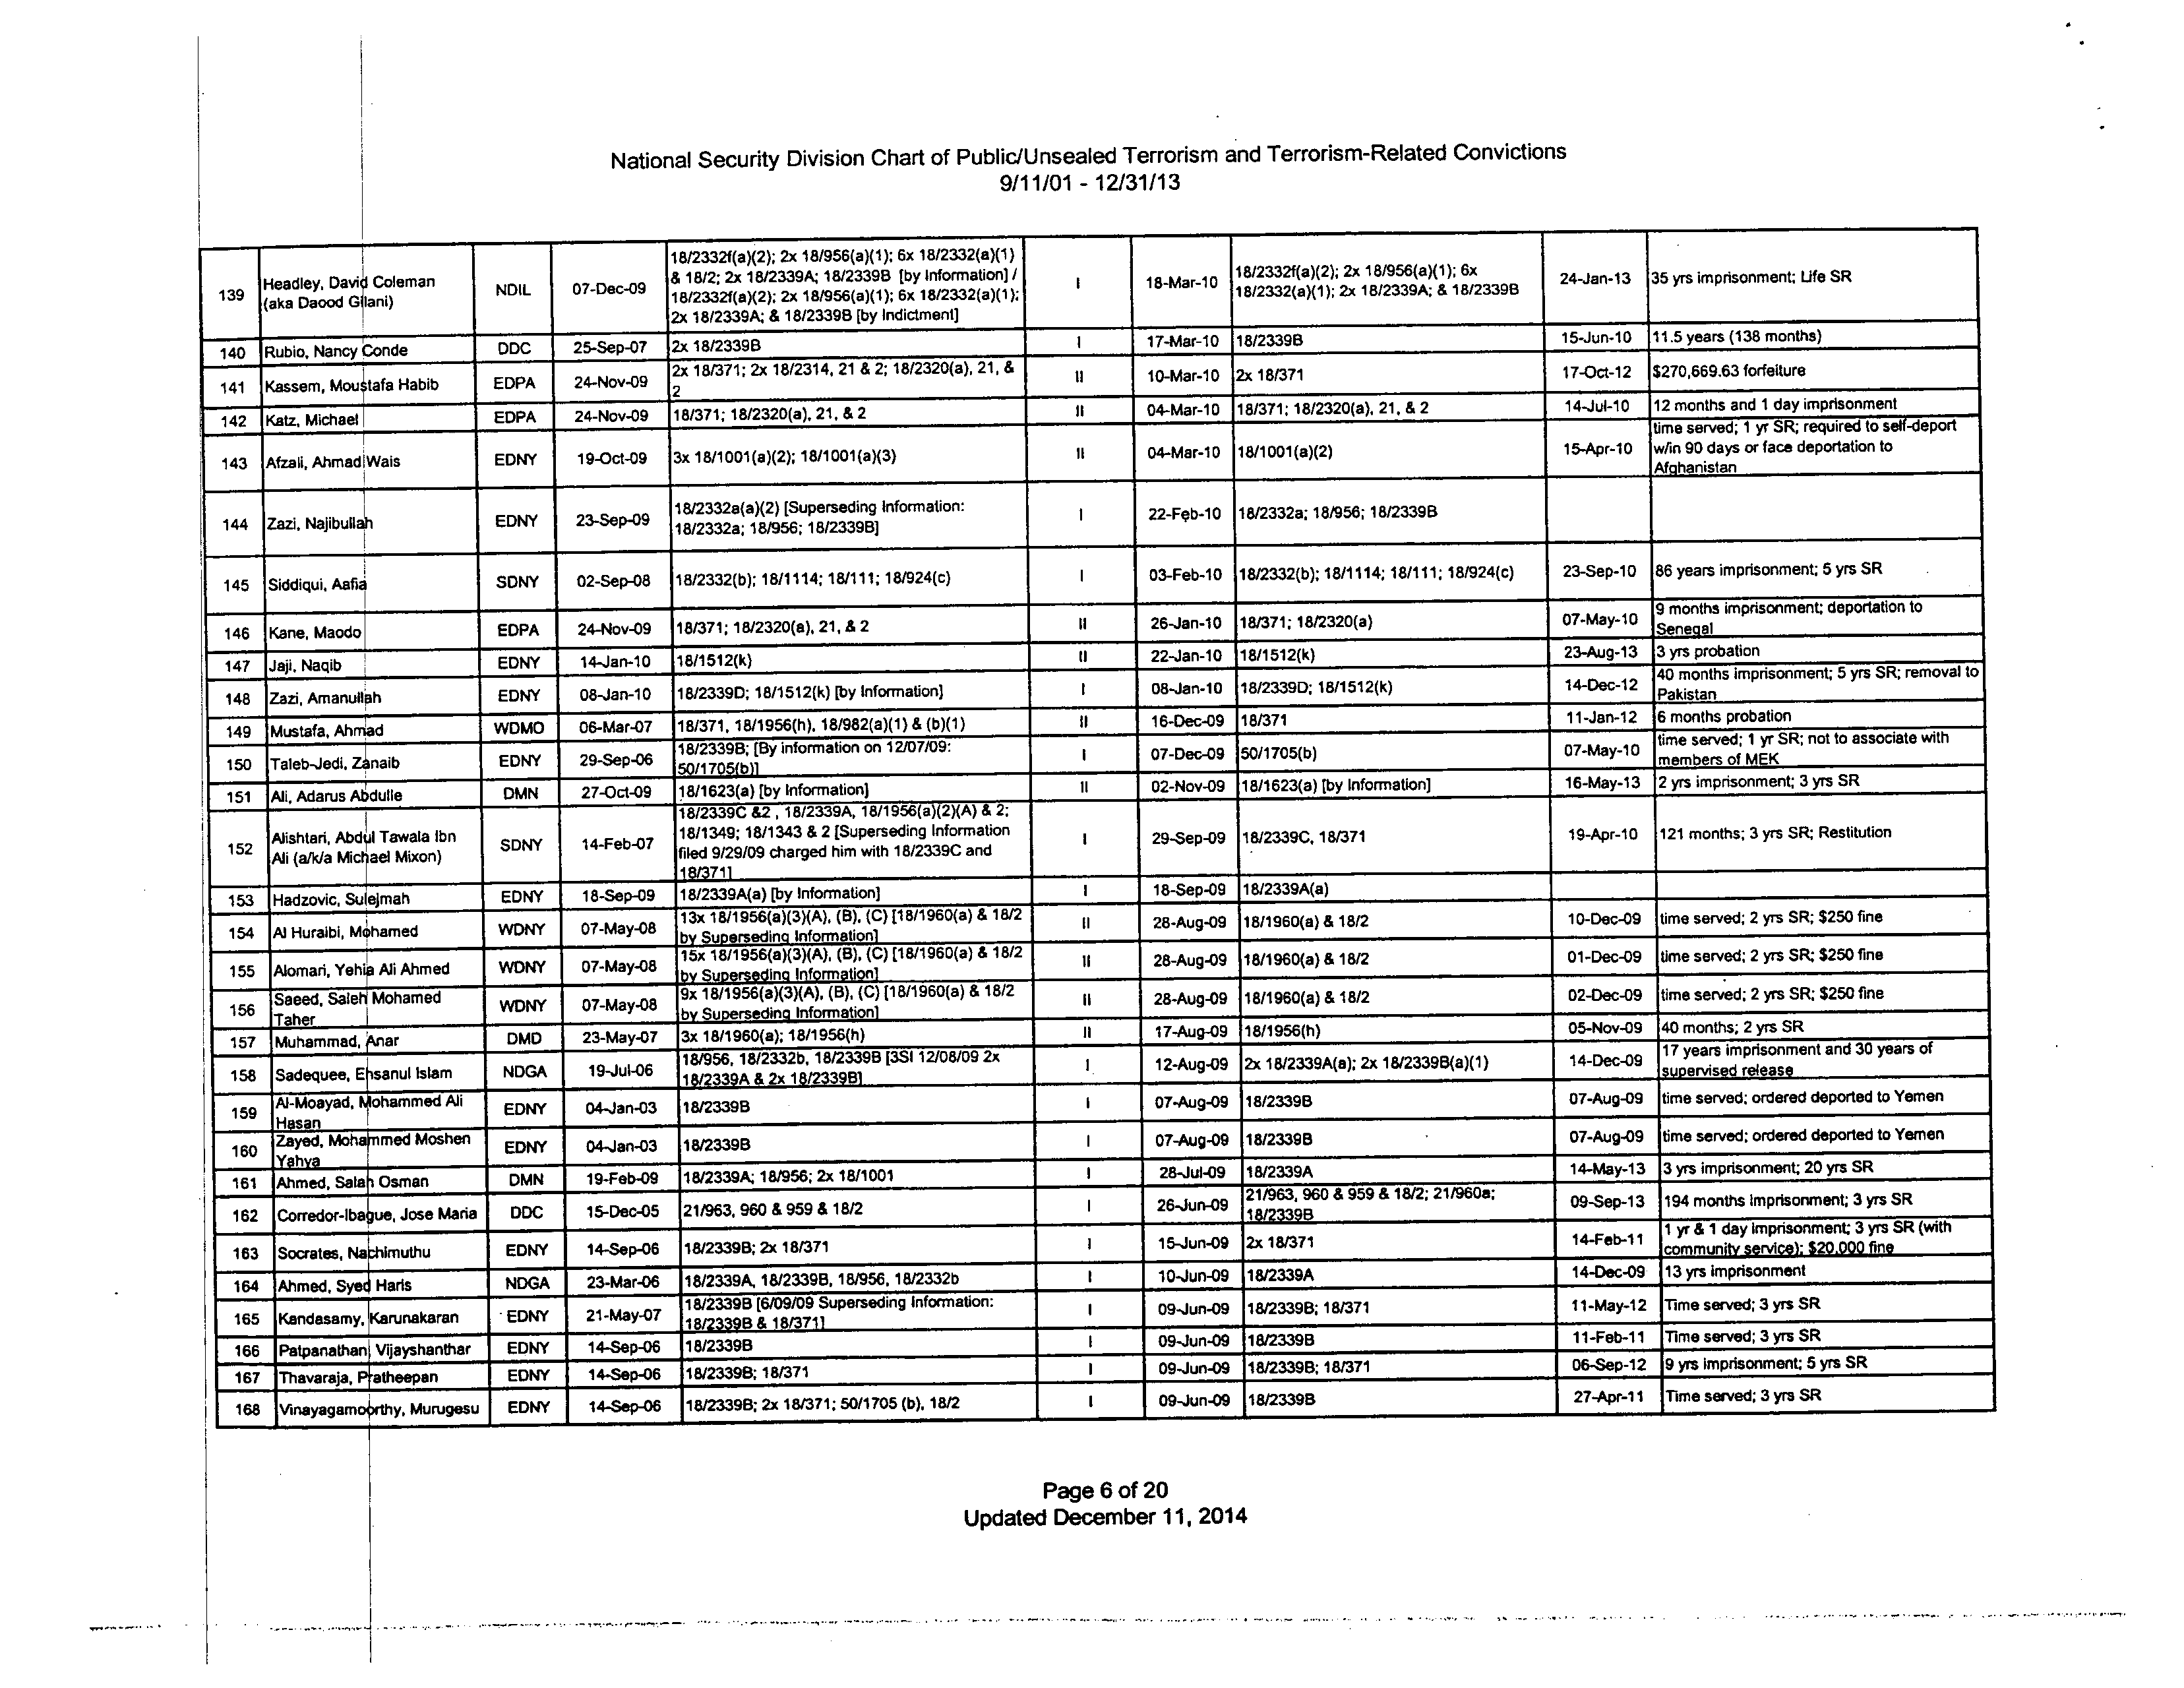 National Security Division Chart of Public/Unsealed Terrorism and Terrorism-Related Convictions
9/11/01 - 12/31/13
139 Headley, David Coleman (aka Daood Gilani) NDIL 07-Dec-09 18/2332f(a)(2); 2x 18/956(a)(1); 6x 18/2332(a)(1) & 18/2; 2x 18/2339A; 18/2339B [by Information] / 18/2332f(a)(2); 2x 18/956(a)(1); 6x 18/2332(a)(1); 2x 18/2339A; & 18/2339B [by Indictment] I 18-Mar-10 18/2332f(a)(2); 2x 18/956(a)(1); 6x 18/2332(a)(1); 2x 18/2339A; & 18/2339B 24-Jan-13 35 yrs imprisonment; Life SR
140 Rubio, Nancy Conde DDC 25-Sep-07 2x 18/2339B I 17-Mar-10 18/2339B 15-Jun-10 11.5 years (138 months)
141 Kassem, Moustafa Habib EDPA 24-Nov-09 2x 18/371; 2x 18/2314, 21 & 2; 18/2320(a), 21, & 2 II 10-Mar-10 2x 18/371 17-Oct-12 $270,669.63 forfeiture
142 Katz, Michael EDPA 24-Nov-09 18/371; 18/2320(a), 21, & 2 II 04-Mar-10 18/371; 18/2320(a), 21, & 2 14-Jul-10 12 months and 1 day imprisonment
143 Afzali, Ahmad Wais EDNY 19-Oct-09 3x 18/1001(a)(2); 18/1001(a)(3) II 04-Mar-10 18/1001(a)(2) 15-Apr-10 time served; 1 yr SR; required to self-deport w/in 90 days or face deportation to Afghanistan
144 Zazi, Najibullah EDNY 23-Sep-09 18/2332a(a)(2) [Superseding Information: 18/2332a; 18/956; 18/2339B] I 22-Feb-10 18/2332a; 18/956; 18/2339B
145 Siddiqui, Aafia SDNY 02-Sep-08 18/2332(b); 18/1114; 18/111; 18/924(c) I 03-Feb-10 18/2332(b); 18/1114; 18/111; 18/924(c) 23-Sep-10 86 years imprisonment; 5 yrs SR
146 Kane, Maodo EDPA 24-Nov-09 18/371; 18/2320(a), 21, & 2 II 26-Jan-10 18/371; 18/2320(a) 07-May-10 9 months imprisonment; deportation to Senegal
147 Jaji, Naqib EDNY 14-Jan-10 18/1512(k) II 22-Jan-10 18/1512(k) 23-Aug-13 3 yrs probation
148 Zazi, Amanullah EDNY 08-Jan-10 18/2339D; 18/1512(k) [by Information] I 08-Jan-10 18/2339D; 18/1512(k) 14-Dec-12 40 months imprisonment; 5 yrs SR; removal to Pakistan
149 Mustafa, Ahmad WDMO 06-Mar-07 18/371, 18/1956(h), 18/982(a)(1) & (b)(1) II 16-Dec-09 18/371 11-Jan-12 6 months probation
150 Taleb-Jedi, Zanaib EDNY 29-Sep-06 18/2339B; [By information on 12/07/09: 50/1705(b)] I 07-Dec-09 50/1705(b) 07-May-10 time served; 1 yr SR; not to associate with members of MEK
151 Ali, Adarus Abdulle DMN 27-Oct-09 18/1623(a) [by Information] II 02-Nov-09 18/1623(a) [by Information] 16-May-13 2 yrs imprisonment; 3 yrs SR
152 Alishtari, Abdul Tawala Ibn Ali (a/k/a Michael Mixon) SDNY 14-Feb-07 18/2339C &2 , 18/2339A, 18/1956(a)(2)(A) & 2; 18/1349; 18/1343 & 2 [Superseding Information filed 9/29/09 charged him with 18/2339C and 18/371] I 29-Sep-09 18/2339C, 18/371 19-Apr-10 121 months; 3 yrs SR; Restitution
153 Hadzovic, Sulejmah EDNY 18-Sep-09 18/2339A(a) [by Information] I 18-Sep-09 18/2339A(a)
154 Al Huraibi, Mohamed WDNY 07-May-08 13x 18/1956(a)(3)(A), (B), (C) [18/1960(a) & 18/2 by Superseding Information] II 28-Aug-09 18/1960(a) & 18/2 10-Dec-09 time served; 2 yrs SR; $250 fine
155 Alomari, Yehia Ali Ahmed WDNY 07-May-08 15x 18/1956(a)(3)(A), (B), (C) [18/1960(a) & 18/2 by Superseding Information] II 28-Aug-09 18/1960(a) & 18/2 01-Dec-09 time served; 2 yrs SR; $250 fine
156 Saeed, Saleh Mohamed Taher WDNY 07-May-08 9x 18/1956(a)(3)(A), (B), (C) [18/1960(a) & 18/2 by Superseding Information] II 28-Aug-09 18/1960(a) & 18/2 02-Dec-09 time served; 2 yrs SR; $250 fine
157 Muhammad, Anar DMD 23-May-07 3x 18/1960(a); 18/1956(h) II 17-Aug-09 18/1956(h) 05-Nov-09 40 months; 2 yrs SR
158 Sadequee, Ehsanul Islam NDGA 19-Jul-06 18/956, 18/2332b, 18/2339B [3SI 12/08/09 2x 18/2339A & 2x 18/2339B] I 12-Aug-09 2x 18/2339A(a); 2x 18/2339B(a)(1) 14-Dec-09 17 years imprisonment and 30 years of supervised release
159 Al-Moayad, Mohammed Ali Hasan EDNY 04-Jan-03 18/2339B I 07-Aug-09 18/2339B 07-Aug-09 time served; ordered deported to Yemen
160 Zayed, Mohammed Moshen Yahya EDNY 04-Jan-03 18/2339B I 07-Aug-09 18/2339B 07-Aug-09 time served; ordered deported to Yemen
161 Ahmed, Salah Osman DMN 19-Feb-09 18/2339A; 18/956; 2x 18/1001 I 28-Jul-09 18/2339A 14-May-13 3 yrs imprisonment; 20 yrs SR
162 Corredor-Ibague, Jose Maria DDC 15-Dec-05 21/963, 960 & 959 & 18/2 I 26-Jun-09 21/963, 960 & 959 & 18/2; 21/960a; 18/2339B 09-Sep-13 194 months imprisonment; 3 yrs SR
163 Socrates, Nachimuthu EDNY 14-Sep-06 18/2339B; 2x 18/371 I 15-Jun-09 2x 18/371 14-Feb-11 1 yr & 1 day imprisonment; 3 yrs SR (with community service); $20,000 fine
164 Ahmed, Syed Haris NDGA 23-Mar-06 18/2339A, 18/2339B, 18/956, 18/2332b I 10-Jun-09 18/2339A 14-Dec-09 13 yrs imprisonment
165 Kandasamy, Karunakaran EDNY 21-May-07 18/2339B [6/09/09 Superseding Information: 18/2339B & 18/371] I 09-Jun-09 18/2339B; 18/371 11-May-12 Time served; 3 yrs SR
166 Patpanathan, Vijayshanthar EDNY 14-Sep-06 18/2339B I 09-Jun-09 18/2339B 11-Feb-11 Time served; 3 yrs SR
167 Thavaraja, Pratheepan EDNY 14-Sep-06 18/2339B; 18/371 I 09-Jun-09 18/2339B; 18/371 06-Sep-12 9 yrs imprisonment; 5 yrs SR
168 Vinayagamoorthy, Murugesu EDNY 14-Sep-06 18/2339B; 2x 18/371; 50/1705 (b), 18/2 I 09-Jun-09 18/2339B 27-Apr-11 Time served; 3 yrs SR
Page 6 of 20
Updated December 11, 2014